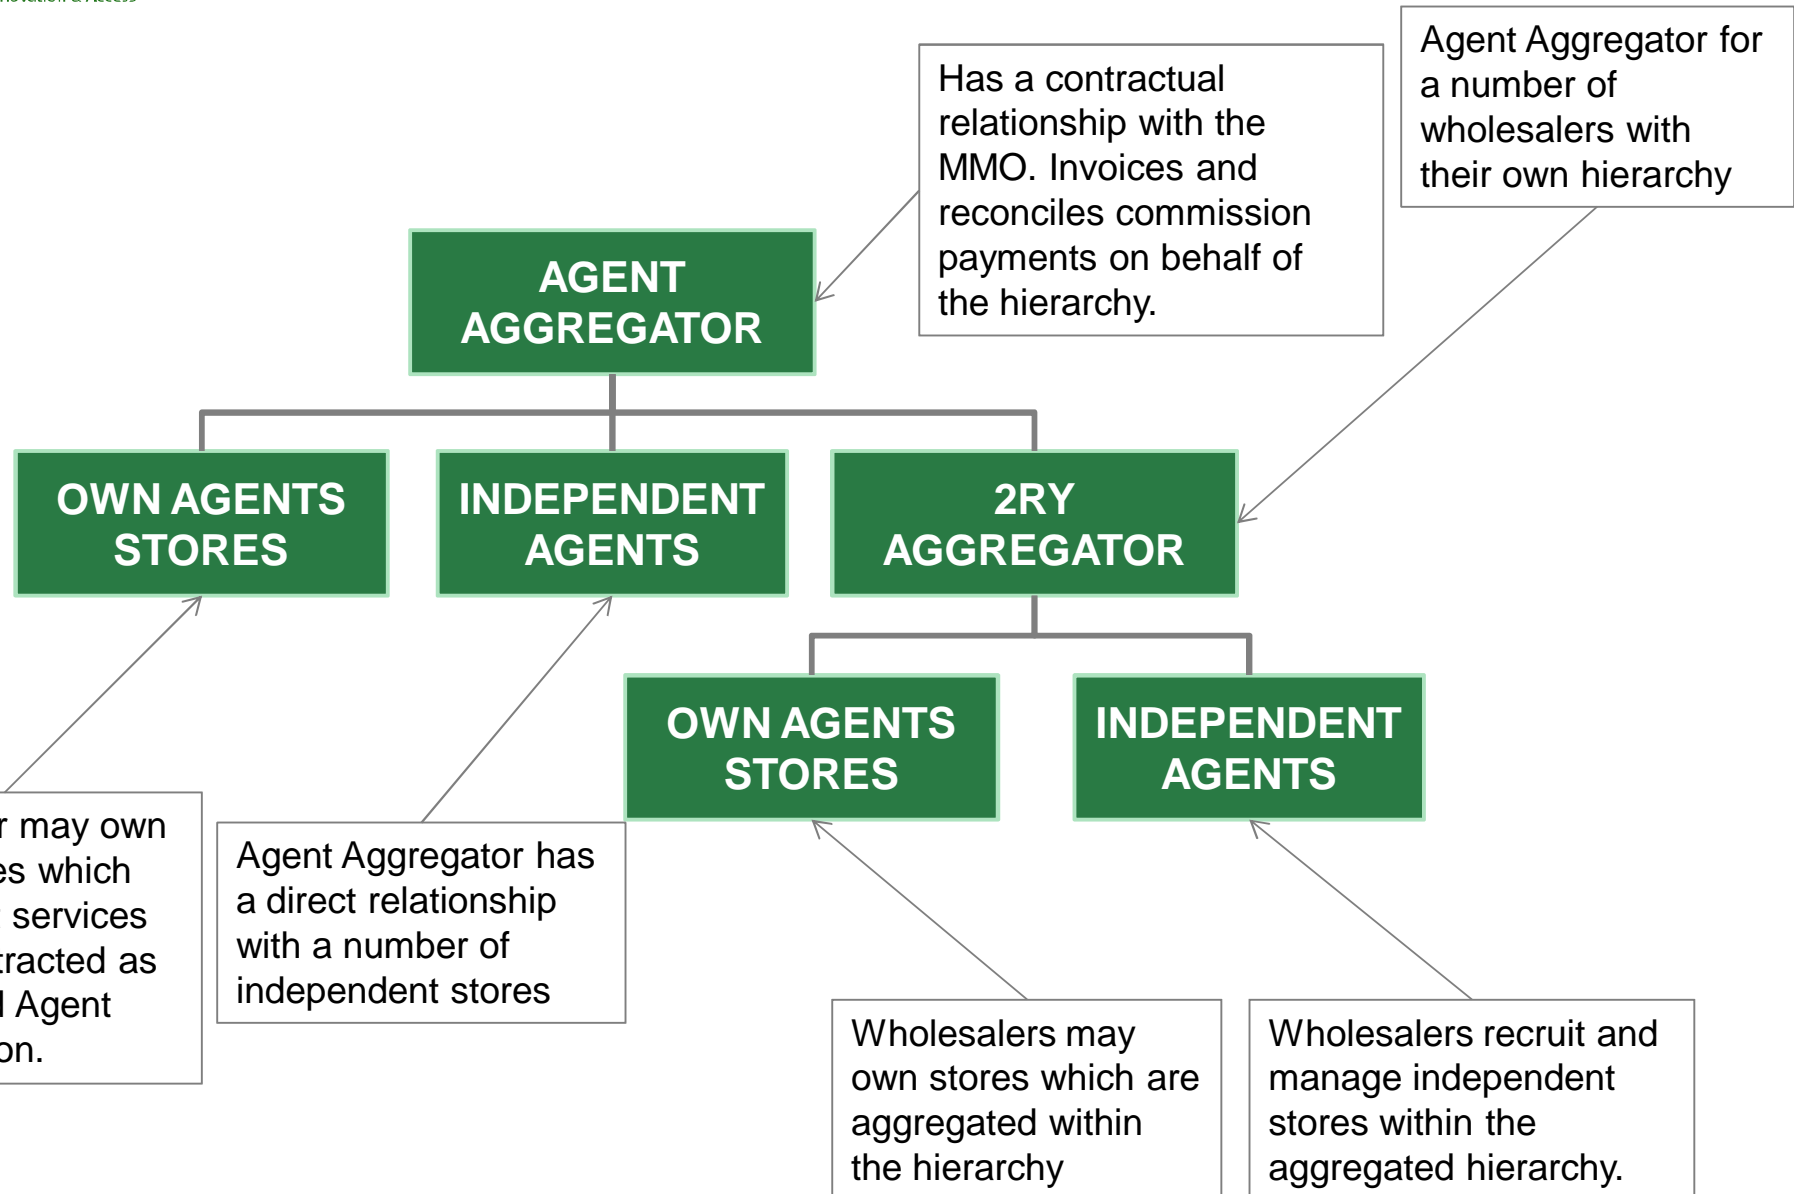 Agent Aggregator for
a number of
wholesalers with
their own hierarchy
Has a contractual
relationship with the
MMO. Invoices and
reconciles commission
payments on behalf of
the hierarchy.
AGENT
AGGREGATOR
OWN AGENTS
STORES
INDEPENDENT
AGENTS
2RY
AGGREGATOR
OWN AGENTS
STORES
INDEPENDENT
AGENTS
may own
which
services
as
Agent
Agent Aggregator has
a direct relationship
with a number of
independent stores
Wholesalers may
own stores which are
aggregated within
the hierarchy
Wholesalers recruit and
manage independent
stores within the
aggregated hierarchy.